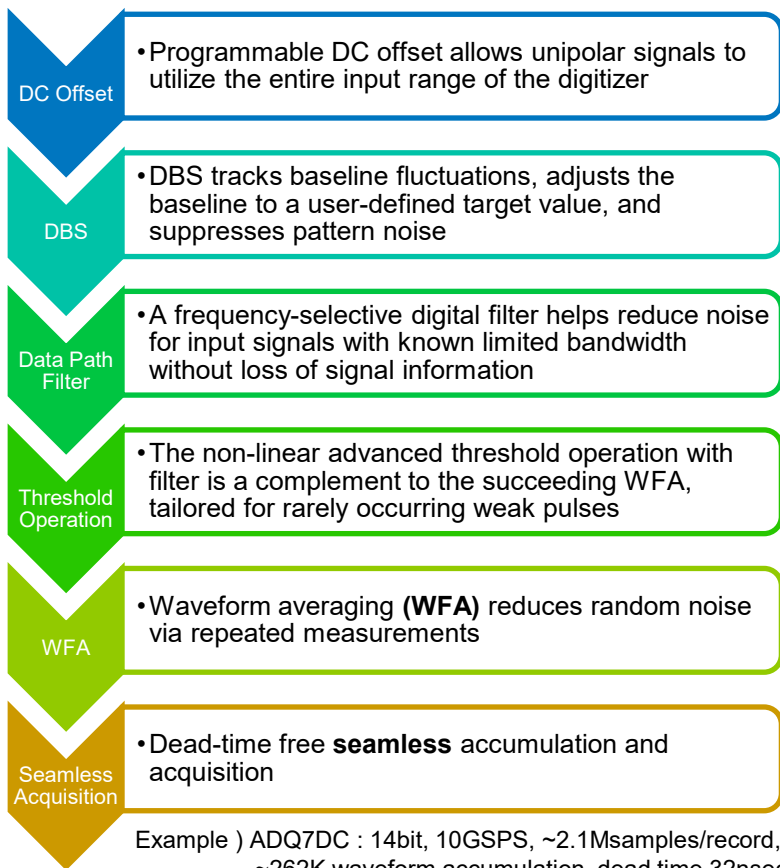 DC Offset
•Programmable DC offset allows unipolar signals to
utilize the entire input range of the digitizer
DBS
•DBS tracks baseline fluctuations, adjusts the
baseline to a user-defined target value, and
suppresses pattern noise
Data Path
Filter
•A frequency-selective digital filter helps reduce noise
for input signals with known limited bandwidth
without loss of signal information
Threshold
Operation
•The non-linear advanced threshold operation with
filter is a complement to the succeeding WFA,
tailored for rarely occurring weak pulses
WFA
•Waveform averaging (WFA) reduces random noise
via repeated measurements
Seamless
Acquisition
•Dead-time free seamless accumulation and
acquisition
Example ) ADQ7DC : 14bit, 10GSPS, ~2.1Msamples/record,
~262K waveform accumulation, dead time 32nsec